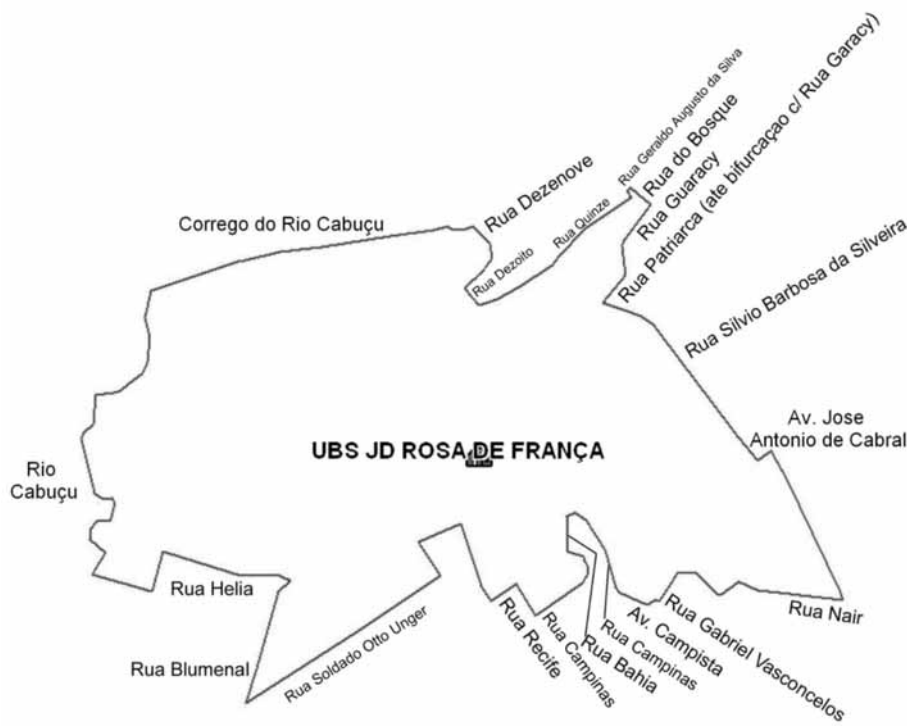 Rua Geraldo Augusto da Silva
Rua do Bosque
Rua Guaracy
Rua Patriarca (ate bifurcaçao c/ Rua Garacy)
Rua Dezenove
Corrego do Rio Cabuçu
Rua Quinze
Rua Dezoito
Rua Silvio Barbosa da Silveira
Av. Jose
Antonio de Cabral
UBS JD ROSA DE FRANÇA
Rio
Cabuçu
Rua Helia
Rua Blumenal
Rua Soldado Otto Unger
Rua Recife
Rua Campinas
Rua Bahia
Rua Campinas
Av. Campista
Rua Gabriel Vasconcelos
Rua Nair